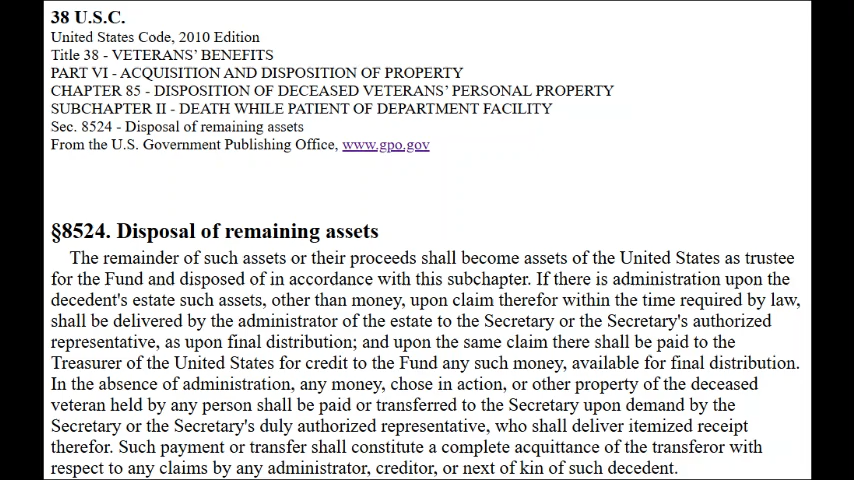 38 U.S.C.
United States Code, 2010 Edition
Title 38 - VETERANS’ BENEFITS
PART VI - ACQUISITION AND DISPOSITION OF PROPERTY
CHAPTER 85 - DISPOSITION OF DECEASED VETERANS’ PERSONAL PROPERTY
SUBCHAPTER II - DEATH WHILE PATIENT OF DEPARTMENT FACILITY
Sec. 8524 - Disposal of remaining assets
From the U.S. Government Publishing Office, www.gpo.gov
§8524. Disposal of remaining assets
The remainder of such assets or their proceeds shall become assets of the United States as trustee
for the Fund and disposed of in accordance with this subchapter. If there is administration upon the
decedent's estate such assets, other than money, upon claim therefor within the time required by law,
shall be delivered by the administrator of the estate to the Secretary or the Secretary's authorized
representative, as upon final distribution; and upon the same claim there shall be paid to the
Treasurer of the United States for credit to the Fund any such money, available for final distribution.
In the absence of administration, any money, chose in action, or other property of the deceased
veteran held by any person shall be paid or transferred to the Secretary upon demand by the
Secretary or the Secretary's duly authorized representative, who shall deliver itemized receipt
therefor. Such payment or transfer shall constitute a complete acquittance of the transferor with
respect to any claims by any administrator, creditor, or next of kin of such decedent.